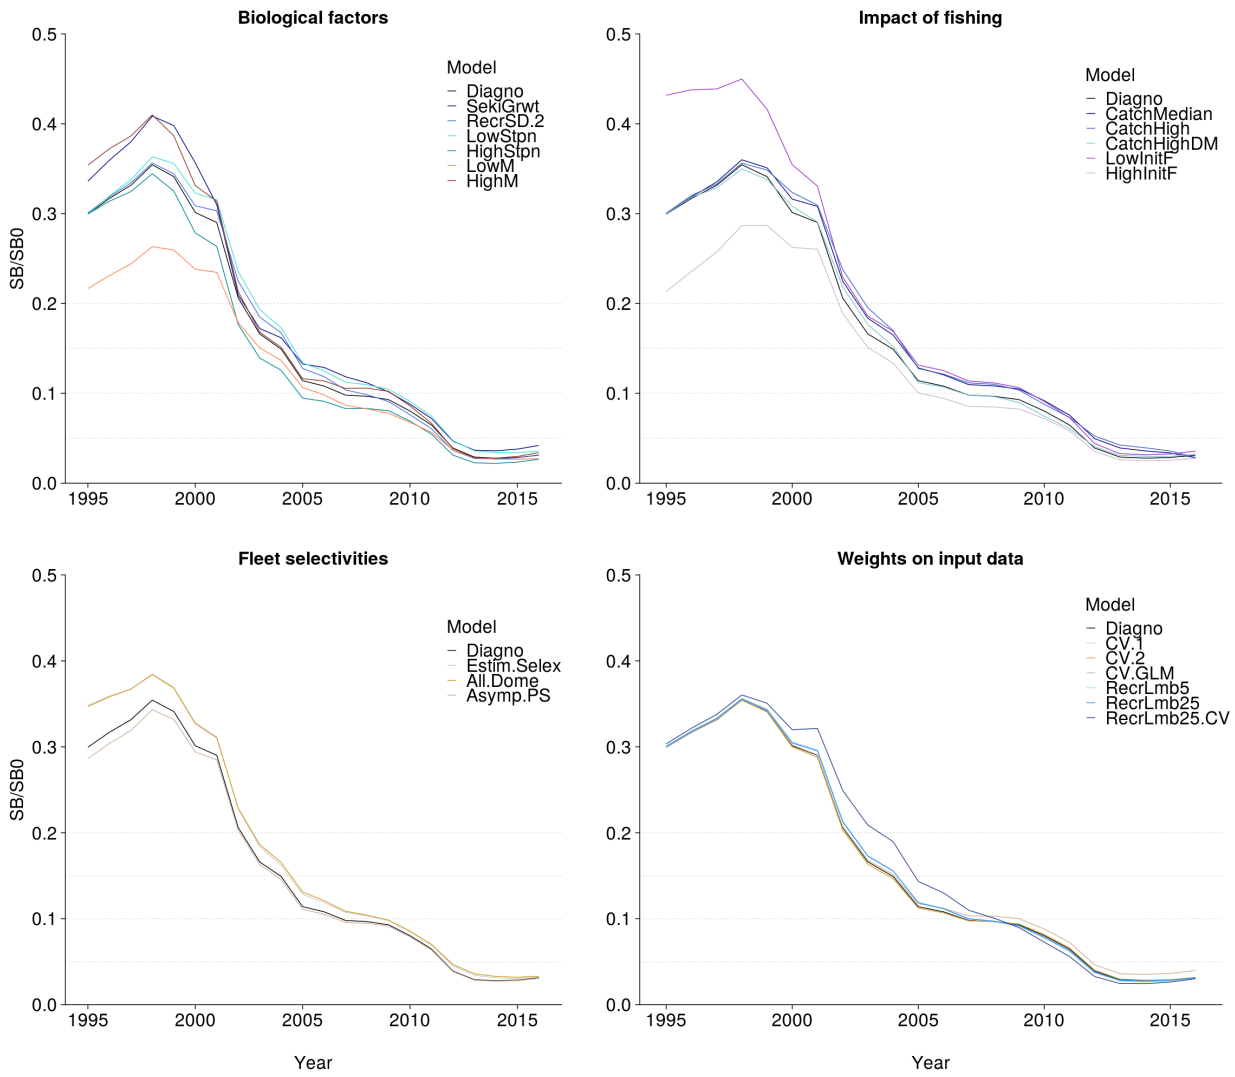 Biological factors
0.5
0.4
0.3
0.2
0.1
0.0
SB/SB0
1995
2000
2005
2010
2015
Model
Diagno
SekiGrwt
RecrSD.2
LowStpn
HighStpn
LowM
HighM
Impact of fishing
0.5
0.4
0.3
0.2
0.1
0.0
1995
2000
2005
2010
2015
Model
Diagno
CatchMedian
CatchHigh
CatchHighDM
LowInitF
HighInitF
Fleet selectivities
0.5
0.4
0.3
0.2
0.1
0.0
SB/SB0
1995
2000
2005
2010
2015
Year
Model
Diagno
Estim.Selex
All.Dome
Asymp.PS
Weights on input data
0.5
0.4
0.3
0.2
0.1
0.0
1995
2000
2005
2010
2015
Year
Model
Diagno
CV.1
CV.2
CV.GLM
RecrLmb5
RecrLmb25
RecrLmb25.CV